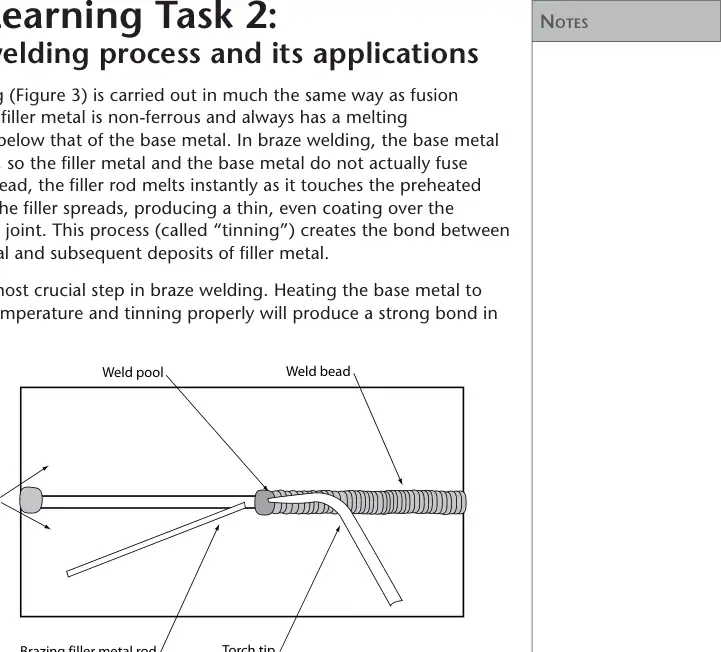 Learning Task 2:
welding process and its applications
NOTES
g (Figure 3) is carried out in much the same way as fusion
filler metal is non-ferrous and always has a melting
below that of the base metal. In braze welding, the base metal
, so the filler metal and the base metal do not actually fuse
ead, the filler rod melts instantly as it touches the preheated
he filler spreads, producing a thin, even coating over the
joint. This process (called “tinning”) creates the bond between
al and subsequent deposits of filler metal.
most crucial step in braze welding. Heating the base metal to
emperature and tinning properly will produce a strong bond in
Weld pool
Weld bead
Brazing filler metal rod
Torch tip